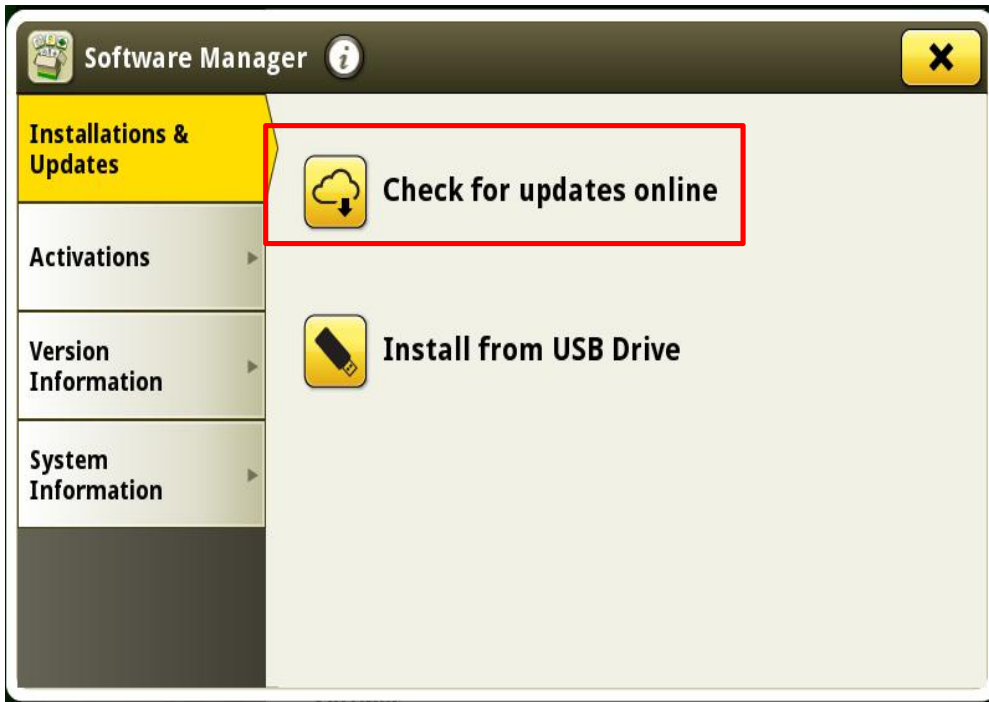 Software Manager
Installations &
Updates
Check for updates online
Activations
Version
Information
Install from USB Drive
System
Information